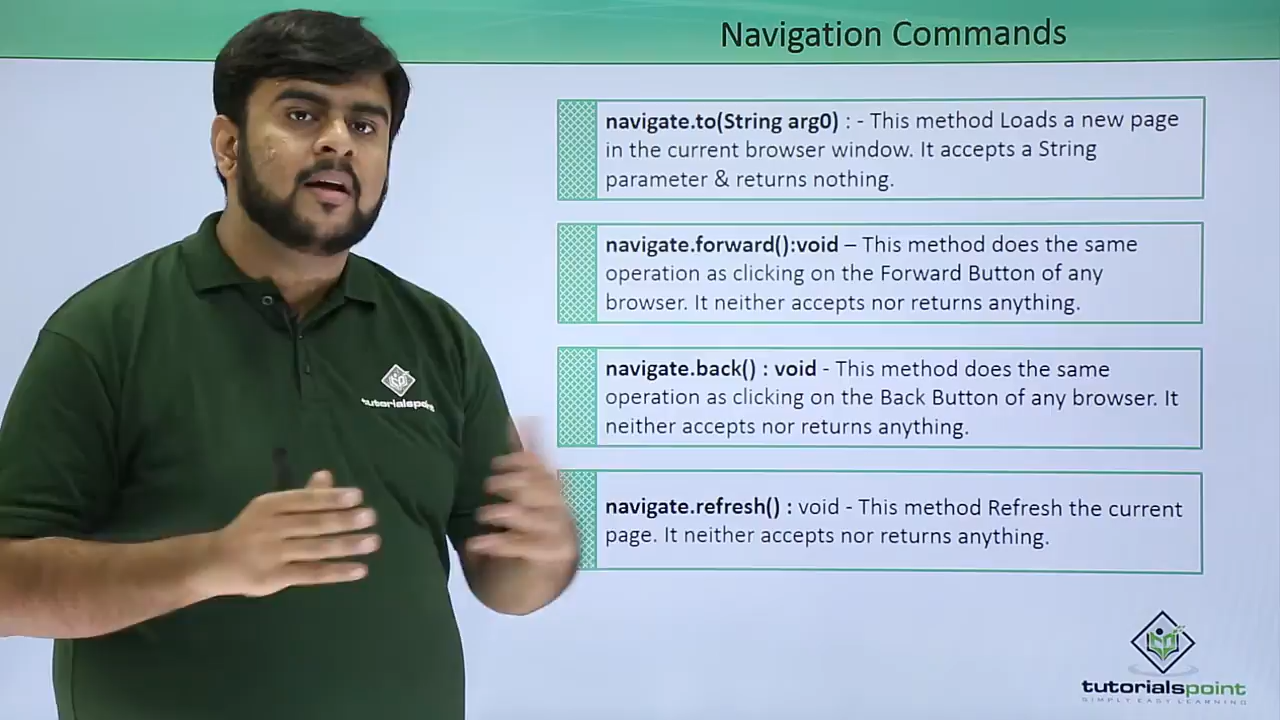 Navigation Commands
navigate.to(String arg0) : - This method Loads a new page
in the current browser window. It accepts a String
parameter & returns nothing.
navigate.forward():void – This method does the same
operation as clicking on the Forward Button of any
browser. It neither accepts nor returns anything.
navigate.back() : void - This method does the same
operation as clicking on the Back Button of any browser. It
neither accepts nor returns anything.
navigate.refresh() : void - This method Refresh the current
page. It neither accepts nor returns anything.
tutorialspoint
tutorialspoint
SIMPLY EASY LEARNING